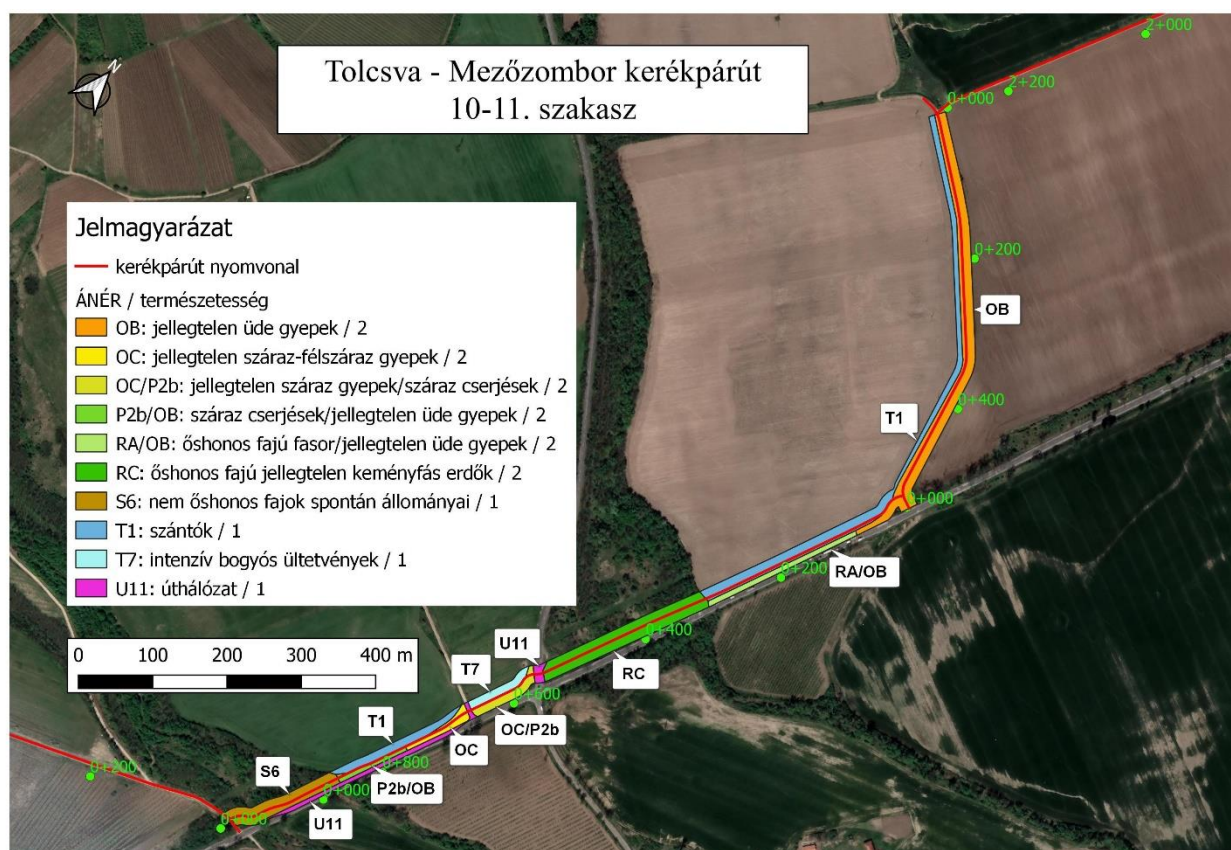 Tolcsva - Mezőzombor kerékpárút
10-11. szakasz
N
2+000
2+200
0+000
0+200
OB
0+400
T1
0+000
RA/OB
0+200
0+400
RC
U11
T7
0+600
OC/P2b
OC
T1
0+800
P2b/OB
0+000
S6
U11
0+200
Jelmagyarázat
kerékpárút nyomvonal
ÁNÉR / természetesség
OB: jellegtelen üde gyepek / 2
OC: jellegtelen száraz-félszáraz gyepek / 2
OC/P2b: jellegtelen száraz gyepek/száraz cserjések / 2
P2b/OB: száraz cserjések/jellegtelen üde gyepek / 2
RA/OB: őshonos fajú fasor/jellegtelen üde gyepek / 2
RC: őshonos fajú jellegtelen keményfás erdők / 2
S6: nem őshonos fajok spontán állományai / 1
T1: szántók / 1
T7: intenzív bogyós ültetvények / 1
U11: úthálózat / 1
0 100 200 300 400 m